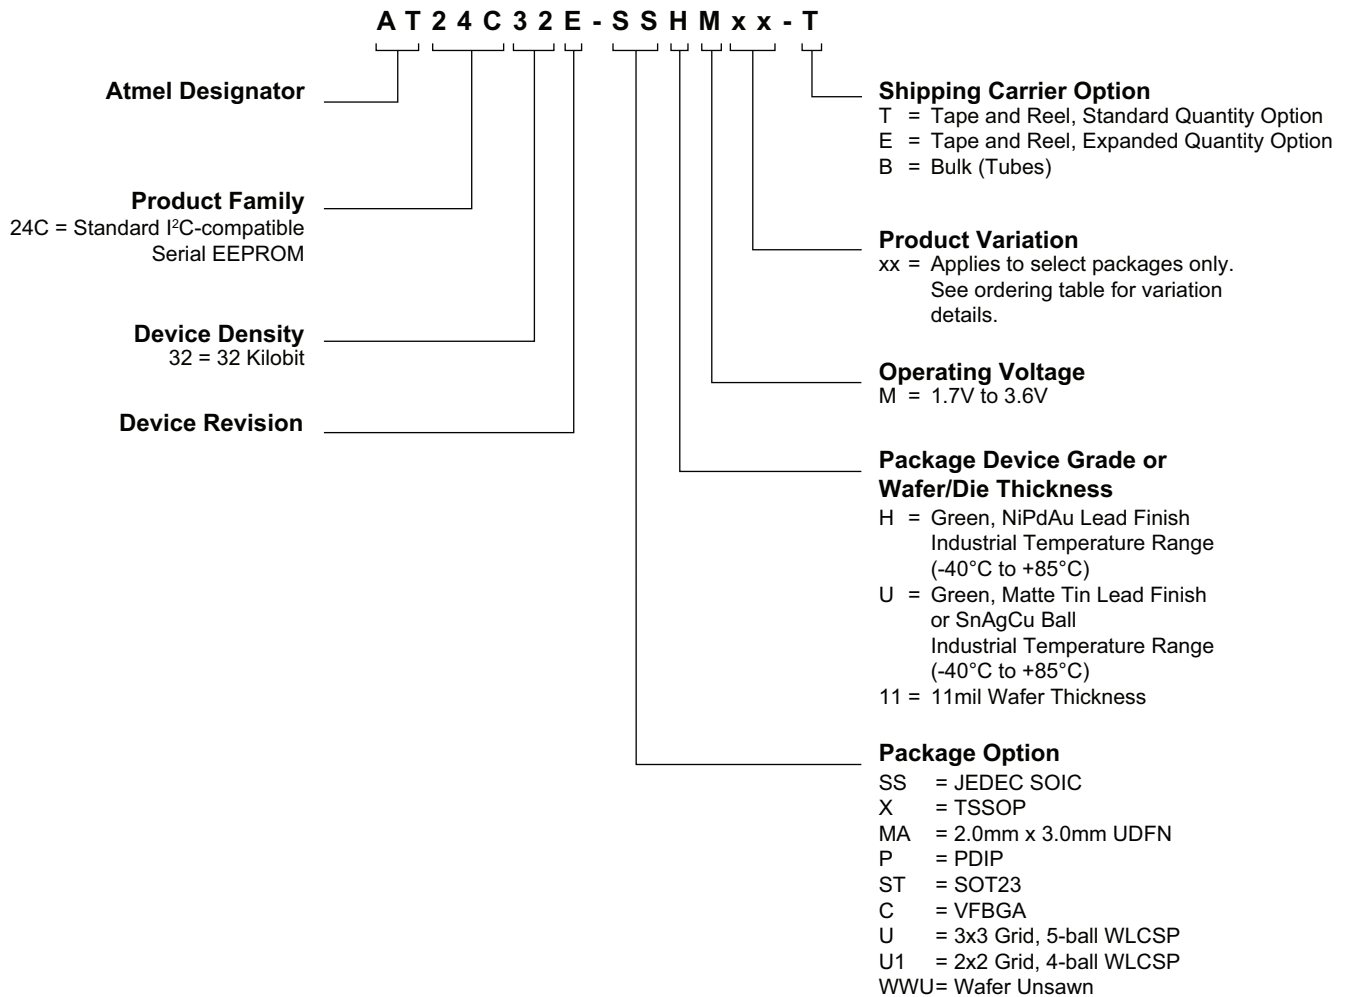 AT24C32E-SSHMxx-T
Atmel Designator
Product Family
24C = Standard I²C-compatible
Serial EEPROM
Device Density
32 = 32 Kilobit
Device Revision
Shipping Carrier Option
T = Tape and Reel, Standard Quantity Option
E = Tape and Reel, Expanded Quantity Option
B = Bulk (Tubes)
Product Variation
xx = Applies to select packages only.
See ordering table for variation
details.
Operating Voltage
M = 1.7V to 3.6V
Package Device Grade or
Wafer/Die Thickness
H = Green, NiPdAu Lead Finish
Industrial Temperature Range
(-40°C to +85°C)
U = Green, Matte Tin Lead Finish
or SnAgCu Ball
Industrial Temperature Range
(-40°C to +85°C)
11 = 11mil Wafer Thickness
Package Option
SS = JEDEC SOIC
X = TSSOP
MA = 2.0mm x 3.0mm UDFN
P = PDIP
ST = SOT23
C = VFBGA
U = 3x3 Grid, 5-ball WLCSP
U1 = 2x2 Grid, 4-ball WLCSP
WWU= Wafer Unsawn